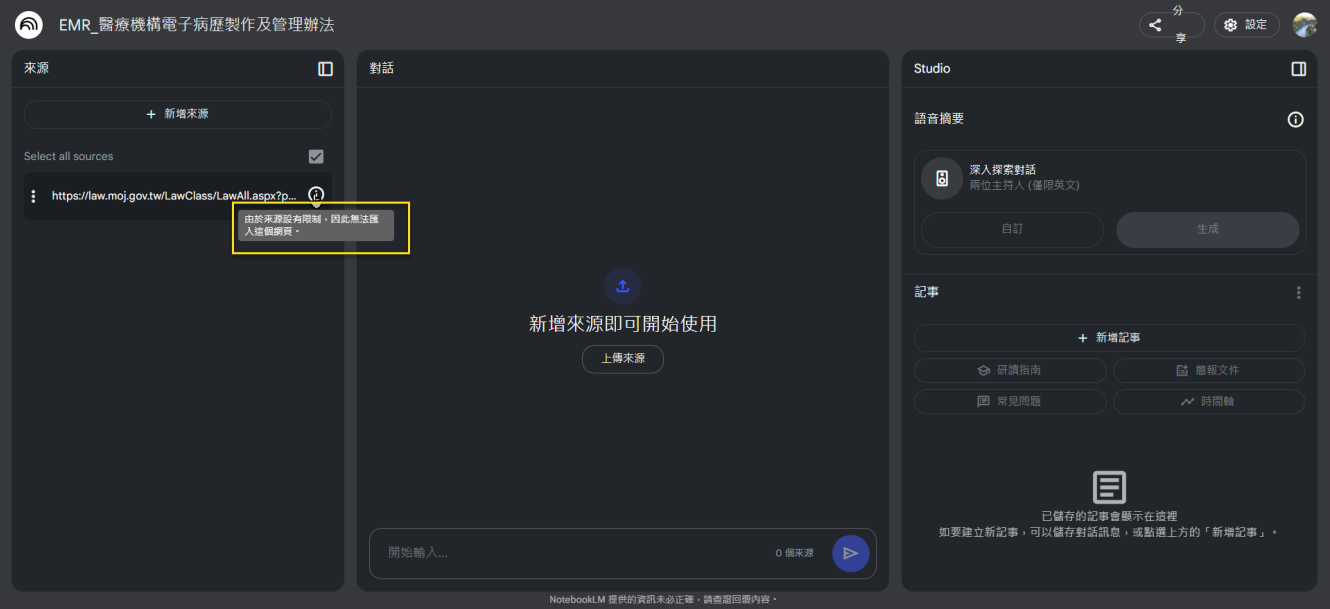 EMR_醫療機構電子病歷製作及管理辦法
分
享
設定
來源
新增來源
Select all sources
https://law.moj.gov.tw/LawClass/LawAll.aspx?p...
由於來源設有限制，因此無法匯
入這個網頁。
對話
新增來源即可開始使用
上傳來源
開始輸入...
0 個來源
Studio
語音摘要
深入探索對話
兩位主持人 (僅限英文)
自訂
生成
記事
新增記事
研讀指南
簡報文件
常見問題
時間軸
已儲存的記事會顯示在這裡
如要建立新記事，可以儲存對話訊息，或點選上方的「新增記事」。
NotebookLM 提供的資訊未必正確，請查證回覆內容。